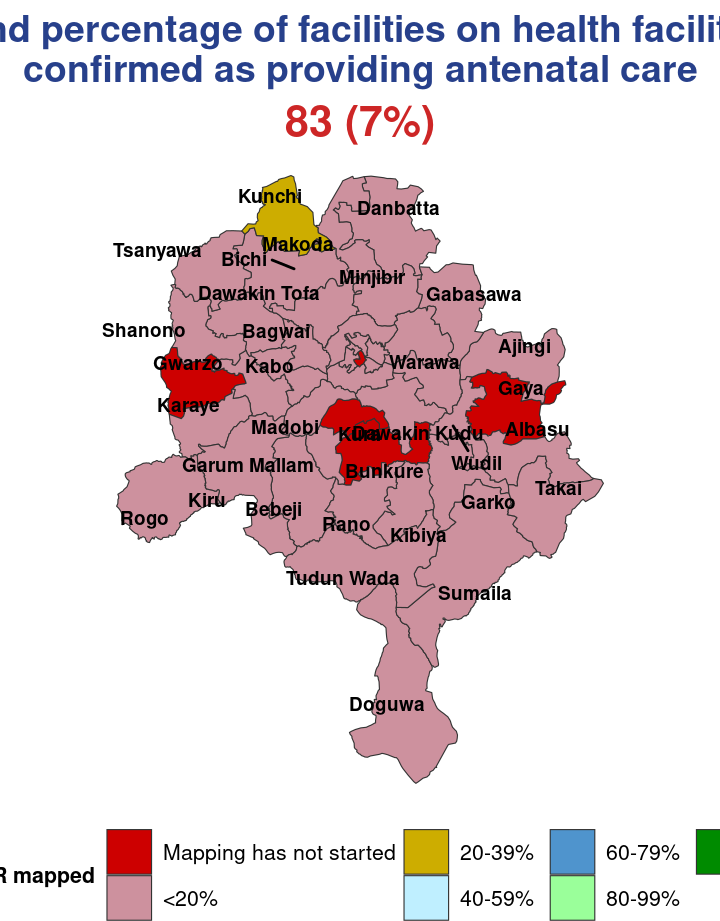 nd percentage of facilities on health facilit
confirmed as providing antenatal care
83 (7%)
Kunchi
Danbatta
Makoda
Tsanyawa
Bichi
Minjibir
Dawakin Tofa
Gabasawa
Shanono
Bagwai
Ajingi
Gwarzo
Kabo
Warawa
Gaya
Karaye
Madobi
Kura
Dawakin Kudu
Albasu
Garum Mallam
Bunkure
Wudil
Takai
Kiru
Garko
Rogo
Bebeji
Rano
Kibiya
Tudun Wada
Sumaila
Doguwa
R mapped
Mapping has not started
<20%
20-39%
40-59%
60-79%
80-99%